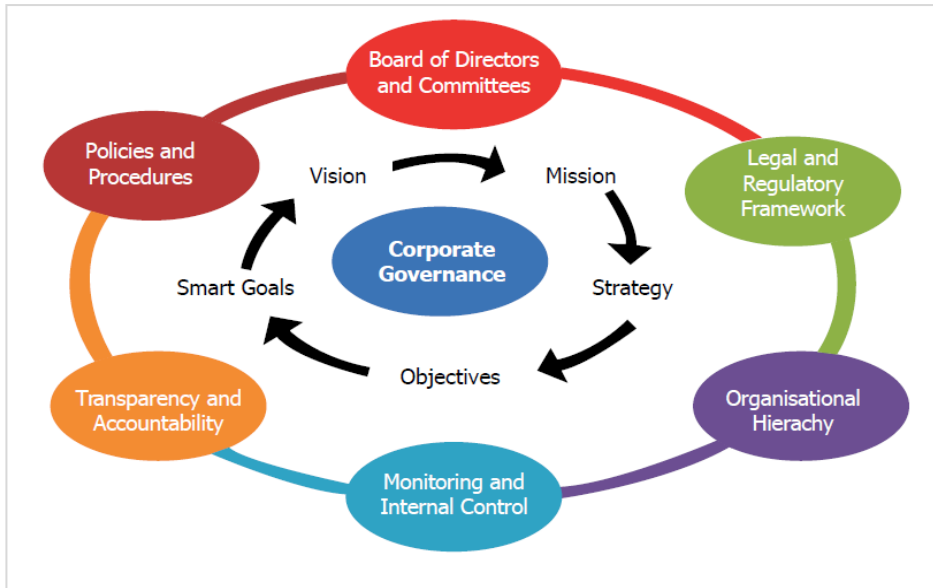 Board of Directors
and Committees
Policies and
Procedures
Legal and
Regulatory
Framework
Vision
Mission
Corporate
Governance
Smart Goals
Strategy
Objectives
Transparency and
Accountability
Organisational
Hierachy
Monitoring and
Internal Control